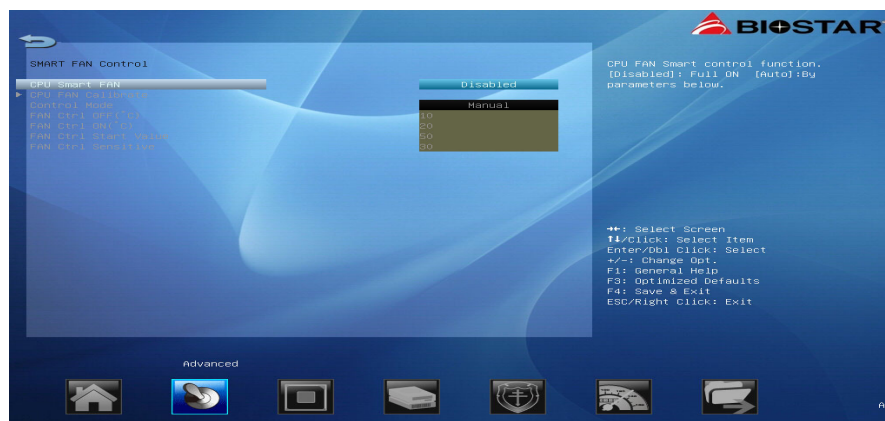 BIOSTAR
SMART FAN Control
CPU Smart FAN
Disabled
CPU FAN Calibrate
Control Mode
Manual
FAN Ctrl OFF(°C)
10
FAN Ctrl ON(°C)
20
FAN Ctrl Start Value
50
FAN Ctrl Sensitive
30
CPU FAN Smart control function.
[Disabled]: Full ON [Auto]:By
parameters below.
→←: Select Screen
↑↓/Click: Select Item
Enter/Dbl Click: Select
+/-: Change Opt.
F1: General Help
F3: Optimized Defaults
F4: Save & Exit
ESC/Right Click: Exit
Advanced
A